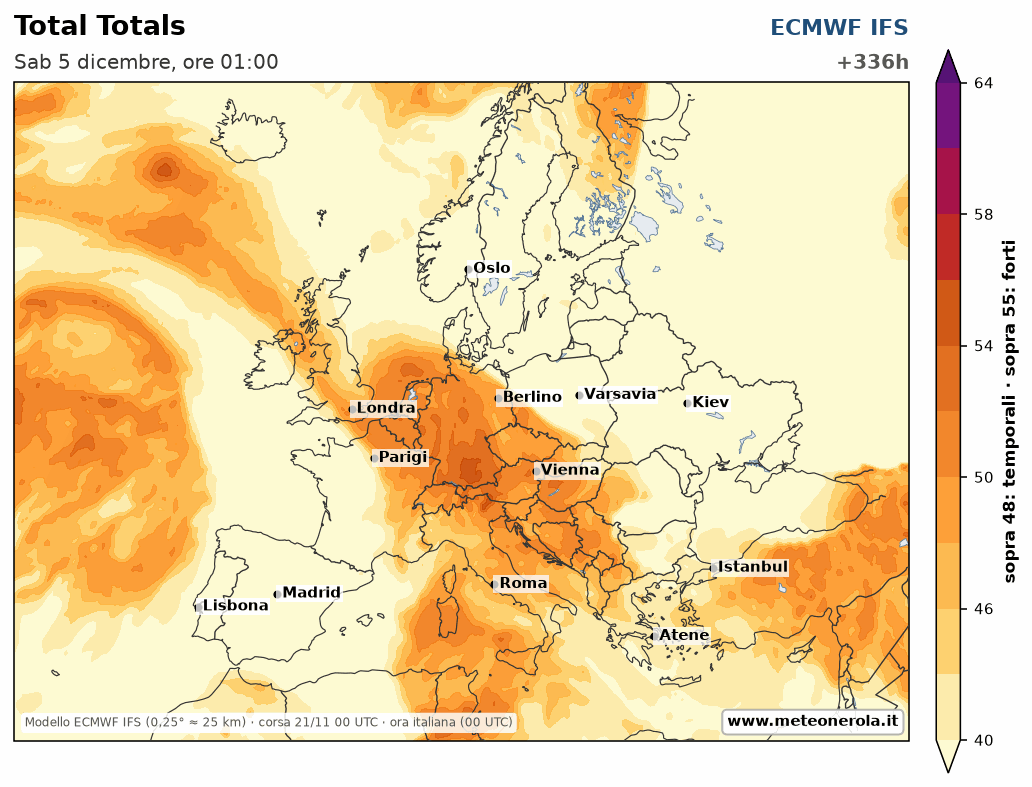 Total Totals
ECMWF IFS
Sab 5 dicembre, ore 01:00
+336h
64
58
54
50
46
40
sopra 48: temporali · sopra 55: forti
Oslo
Berlino
Varsavia
Kiev
Londra
Parigi
Vienna
Istanbul
Roma
Madrid
Lisbona
Atene
Modello ECMWF IFS (0,25° ≈ 25 km) · corsa 21/11 00 UTC · ora italiana (00 UTC)
www.meteonerola.it